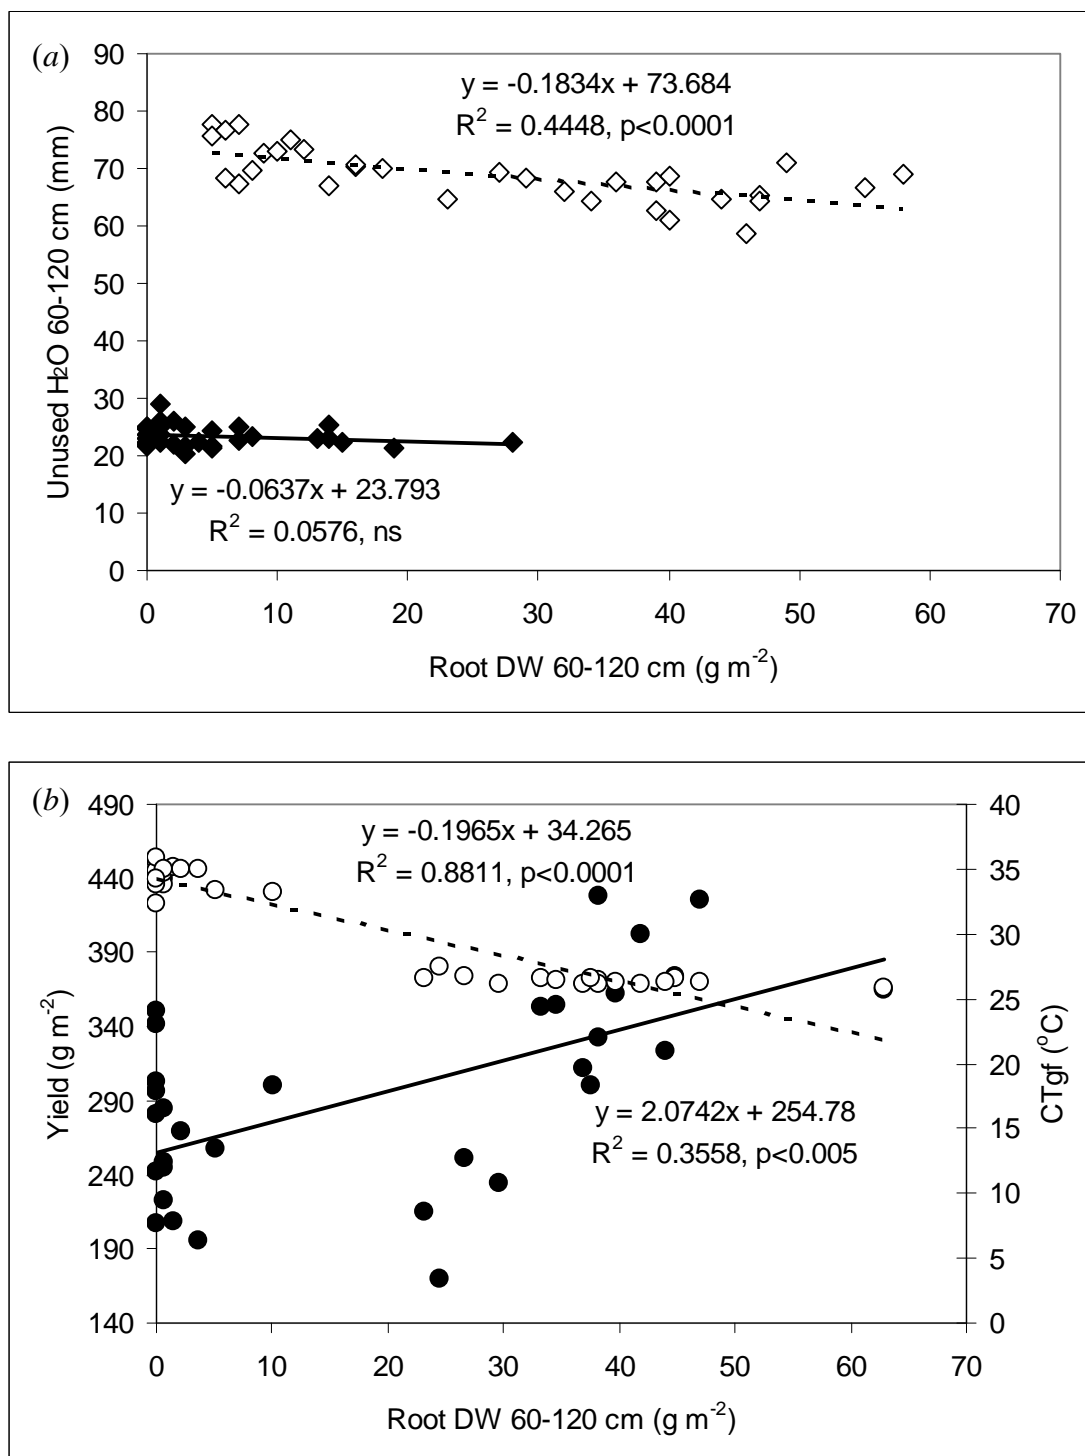 (a)
90
80
70
60
50
40
30
20
10
0
Unused H2O 60-120 cm (mm)
y = -0.1834x + 73.684
R² = 0.4448, p<0.0001
y = -0.0637x + 23.793
R² = 0.0576, ns
0 10 20 30 40 50 60 70
Root DW 60-120 cm (g m⁻²)
(b)
490
440
390
340
290
240
190
140
Yield (g m⁻²)
y = -0.1965x + 34.265
R² = 0.8811, p<0.0001
y = 2.0742x + 254.78
R² = 0.3558, p<0.005
40
35
30
25
20
15
10
5
0
CTgf (°C)
0 10 20 30 40 50 60 70
Root DW 60-120 cm (g m⁻²)